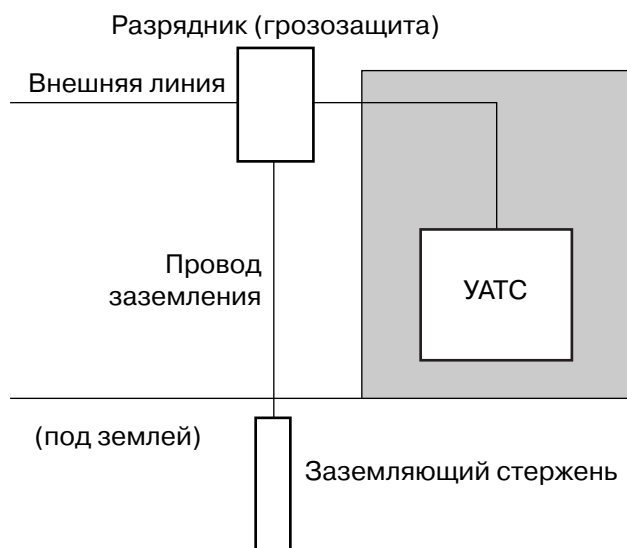 Разрядник (грозозащита)
Внешняя линия
Провод
заземления
УАТС
(под землей)
Заземляющий стержень